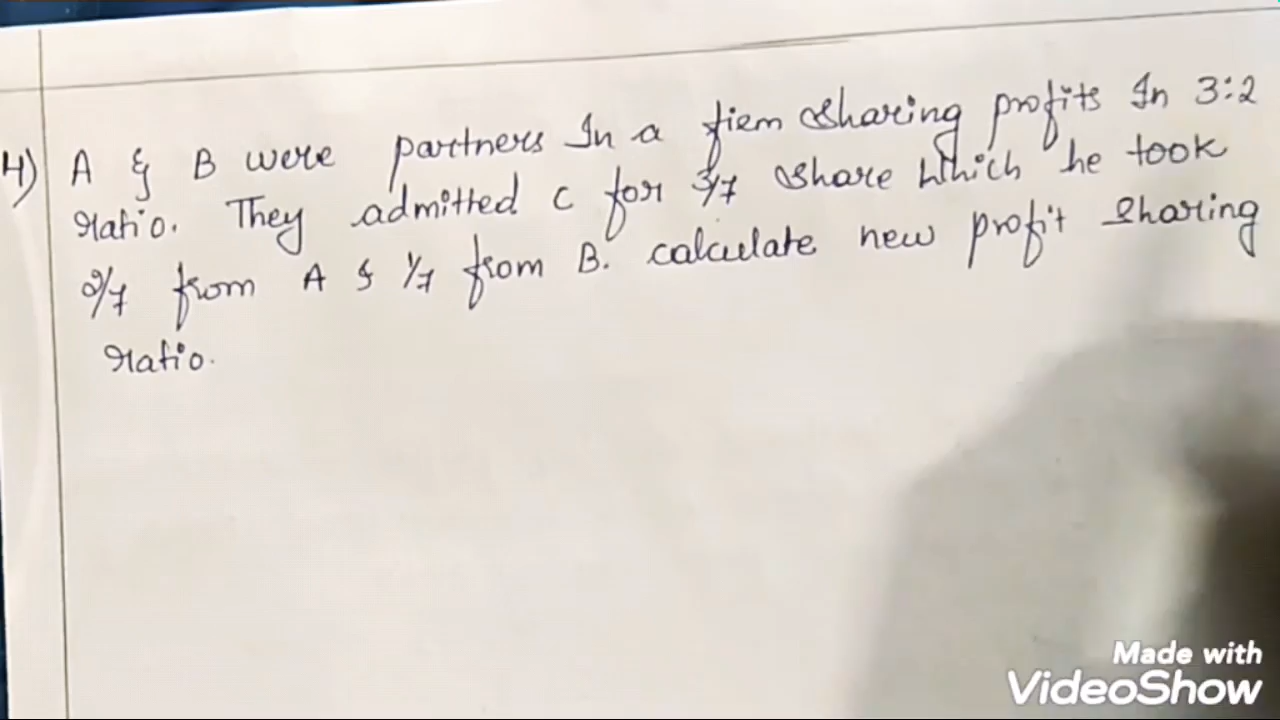 4) A & B were partners In a firm sharing profits In 3:2
ratio. They admitted C for 3/7 share which he took
2/7 from A & 1/7 from B. calculate new profit sharing
ratio.
Made with
VideoShow